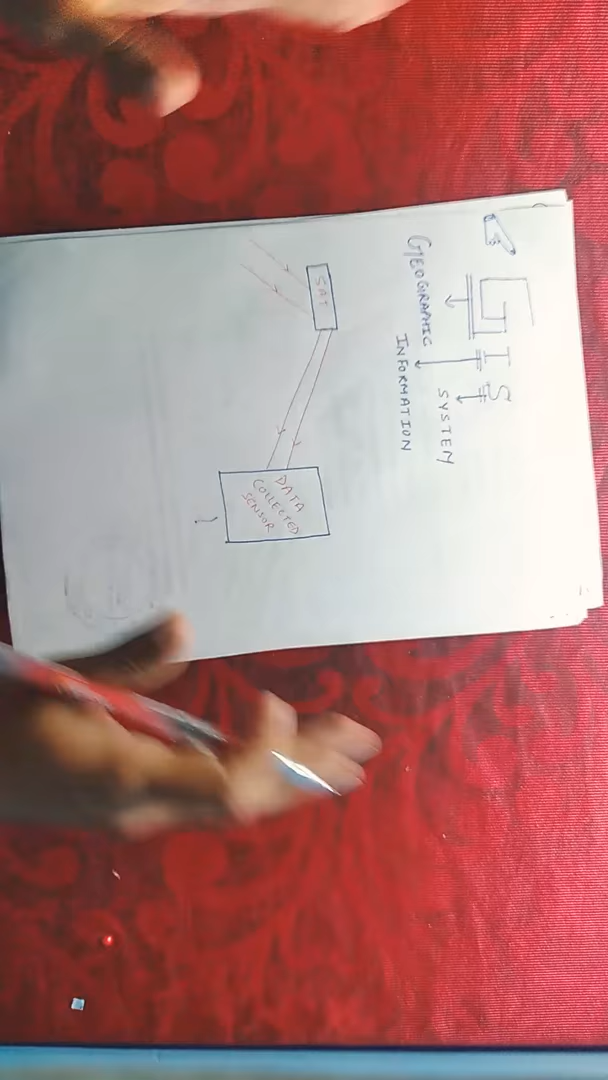 GIS
GEOGRAPHIC
INFORMATION
SYSTEM
SAT
DATA
COLLECTED
SENSOR